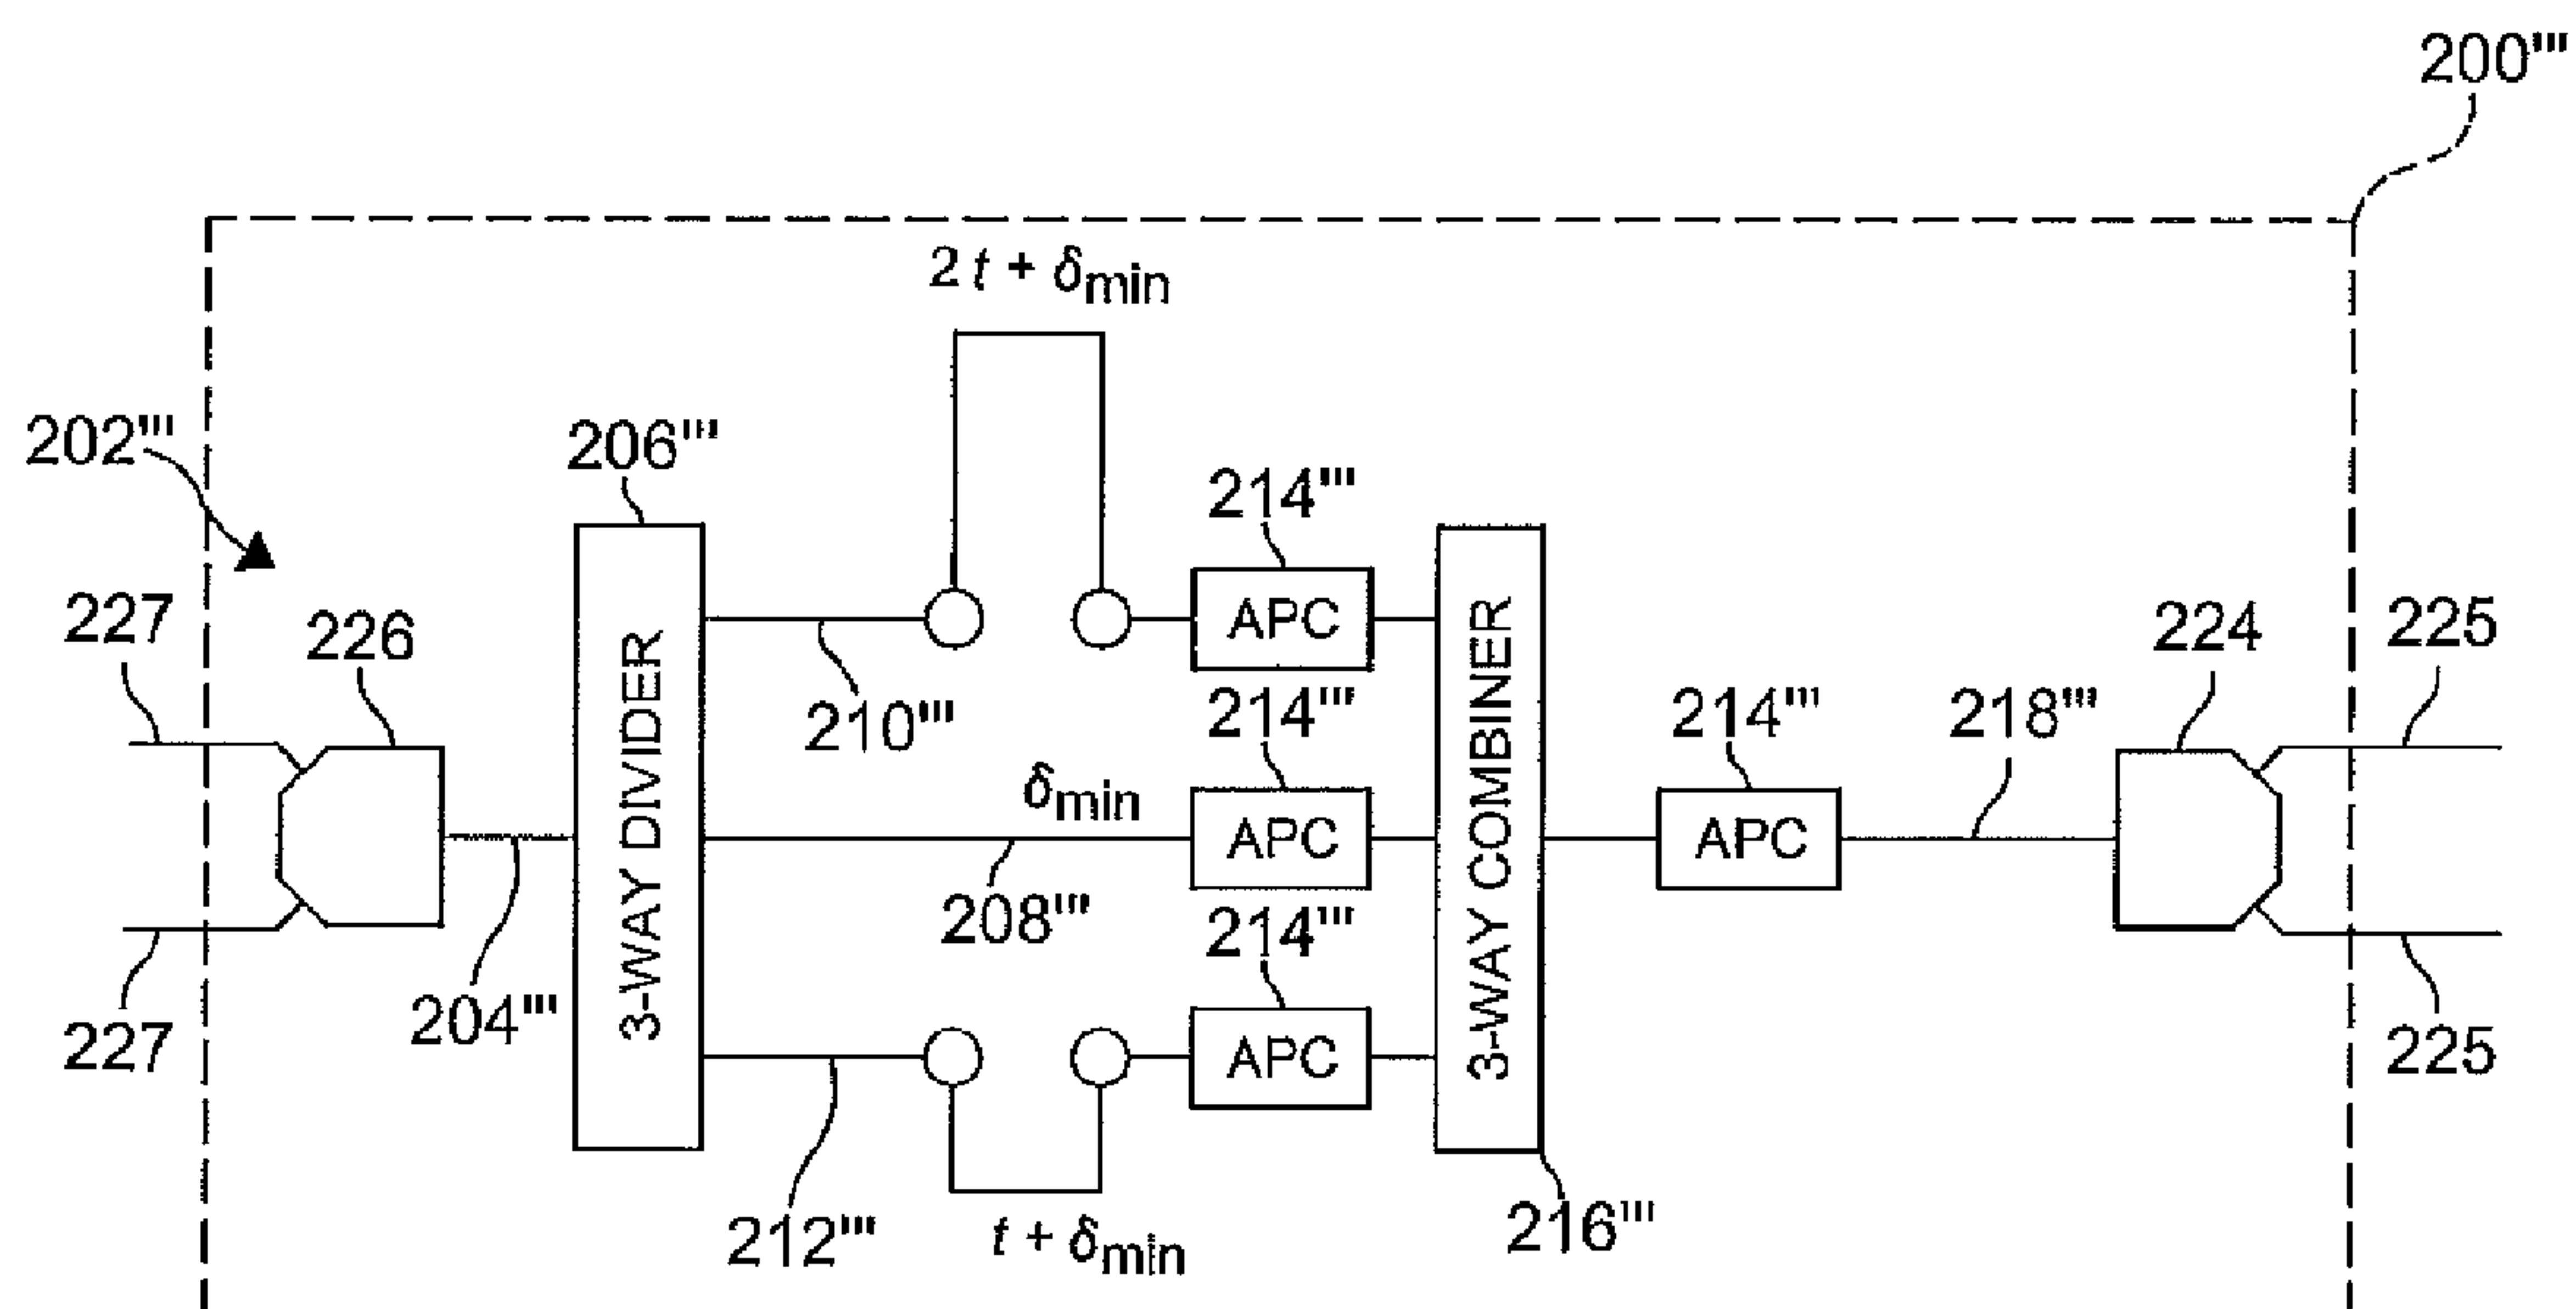 200'''
2t + δmin
202'''
206'''
214'''
227
226
APC
224
225
3-WAY DIVIDER
3-WAY COMBINER
210'''
214'''
214'''
218'''
δmin
APC
APC
208'''
214'''
227
204'''
APC
225
212'''
t + δmin
216'''